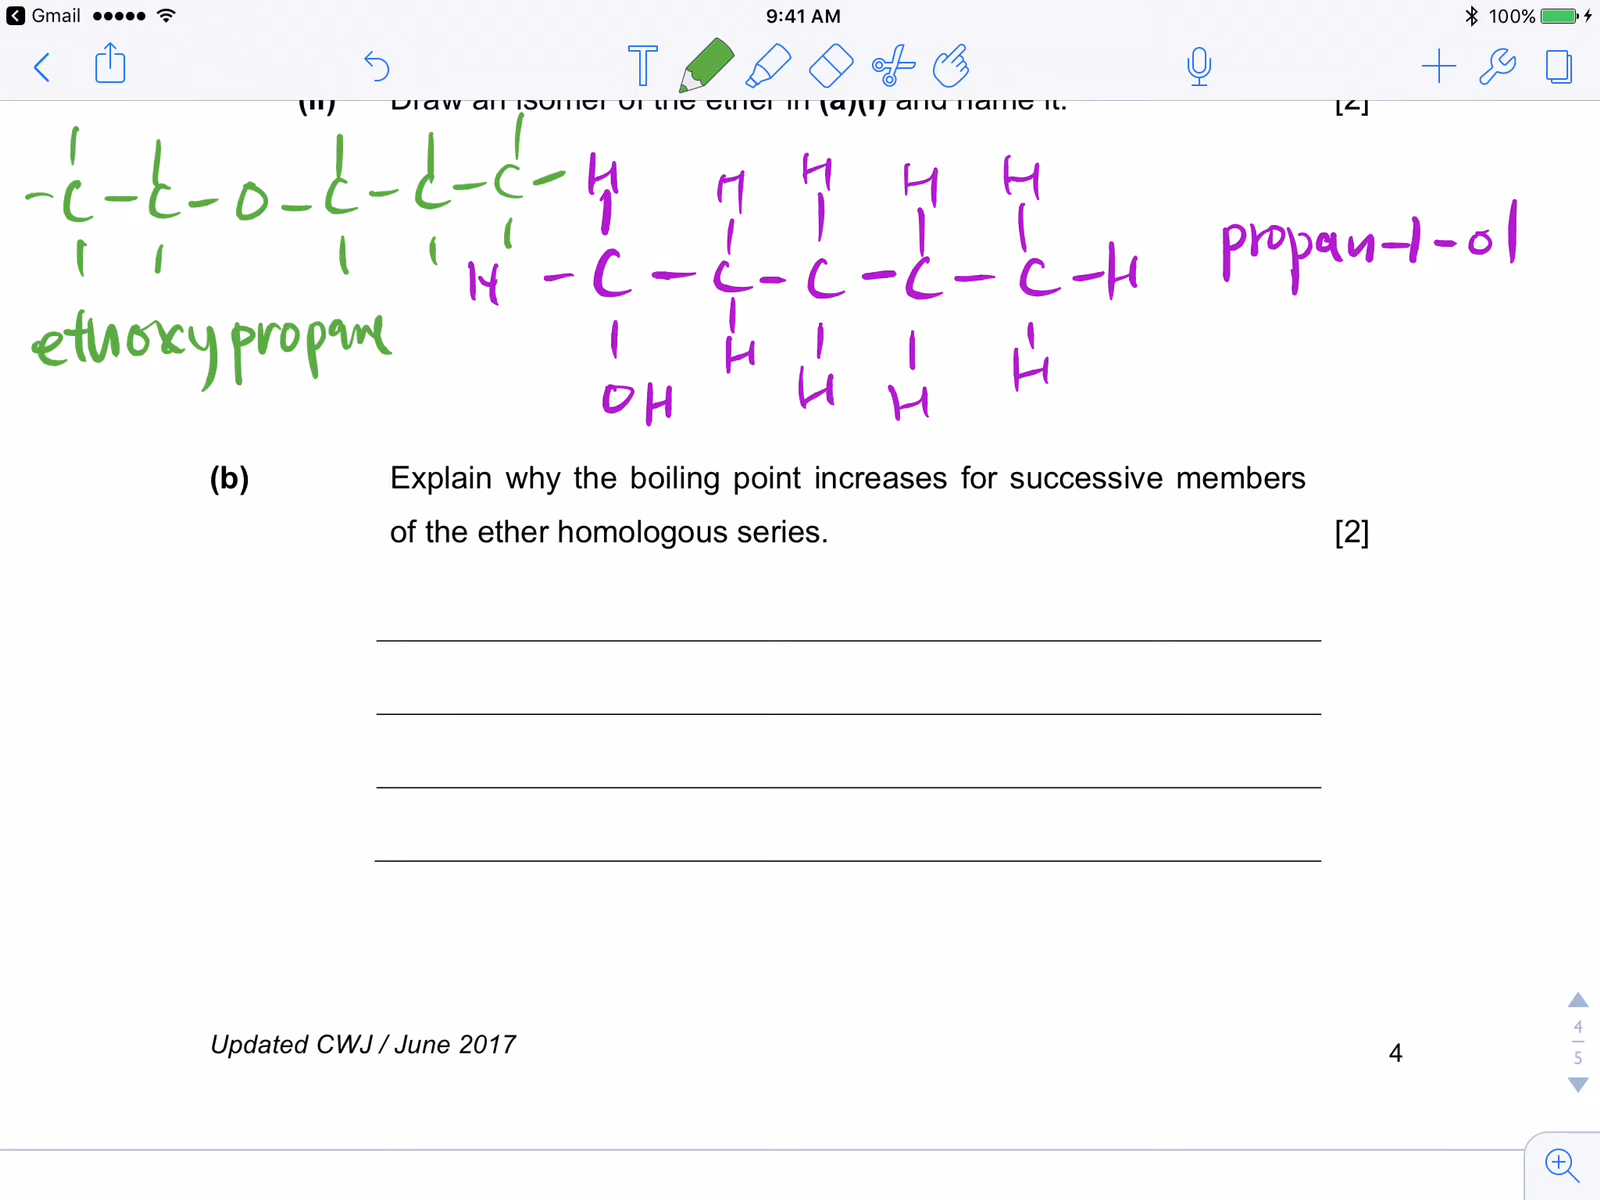 Gmail 9:41 AM 100%
(ii) Draw an isomer of the ether in (a)(i) and name it. [2]
C C O C C C
H H H H H
H C C C C C H
OH H H H H
propan-1-ol
ethoxypropane
(b) Explain why the boiling point increases for successive members
of the ether homologous series. [2]
Updated CWJ / June 2017
4
4
5